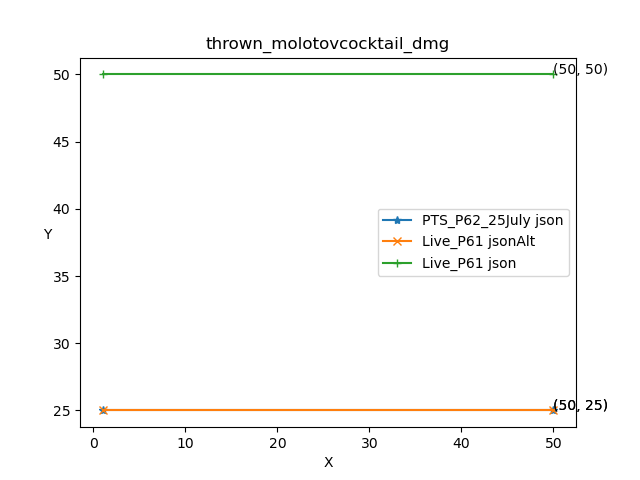 thrown_molotovcocktail_dmg
50
(50, 50)
45
40
PTS_P62_25July json
Y
Live_P61 jsonAlt
Live_P61 json
35
30
25
(50, 25)
0
10
20
30
40
50
X